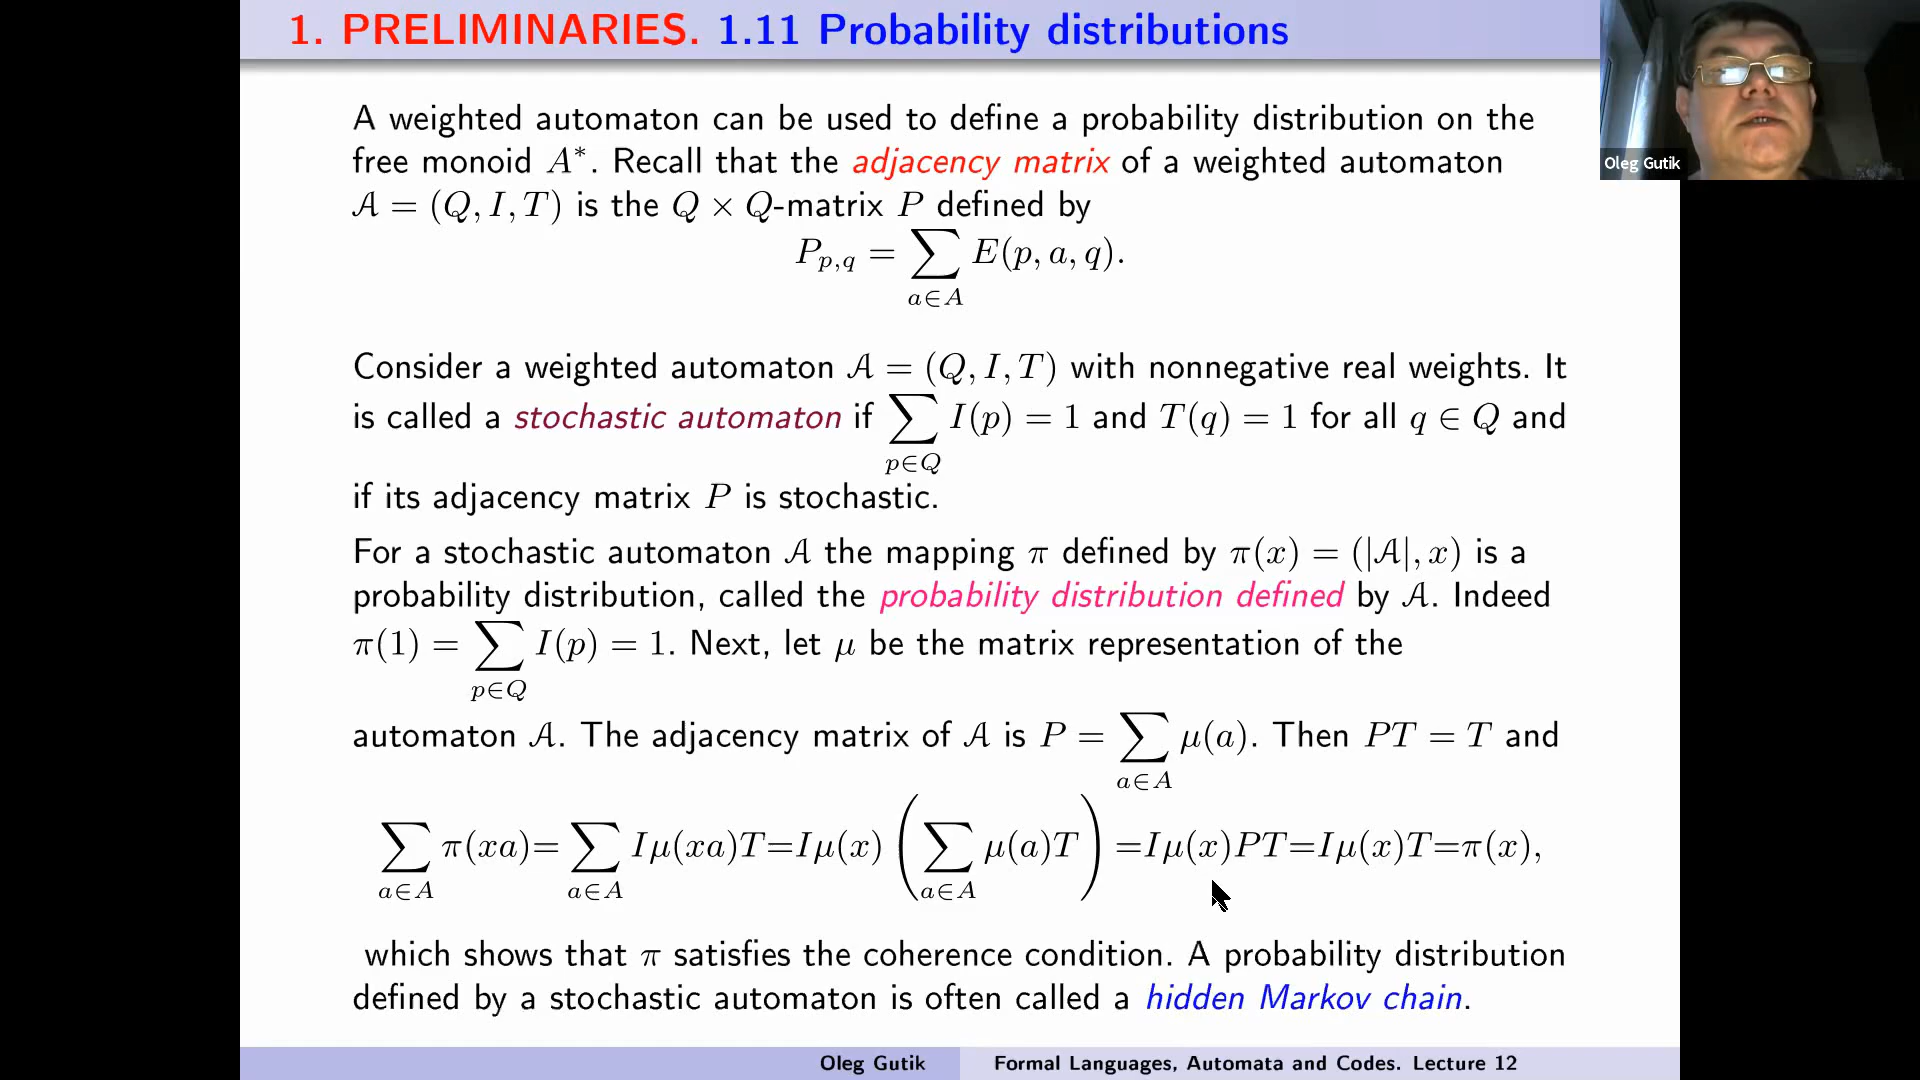 1. PRELIMINARIES. 1.11 Probability distributions
Oleg Gutik
A weighted automaton can be used to define a probability distribution on the
free monoid A*. Recall that the adjacency matrix of a weighted automaton
𝒜 = (Q, I, T) is the Q × Q-matrix P defined by
P_{p,q} = ∑_{a∈A} E(p, a, q).
Consider a weighted automaton 𝒜 = (Q, I, T) with nonnegative real weights. It
is called a stochastic automaton if ∑_{p∈Q} I(p) = 1 and T(q) = 1 for all q ∈ Q and
if its adjacency matrix P is stochastic.
For a stochastic automaton 𝒜 the mapping π defined by π(x) = (|𝒜|, x) is a
probability distribution, called the probability distribution defined by 𝒜. Indeed
π(1) = ∑_{p∈Q} I(p) = 1. Next, let μ be the matrix representation of the
automaton 𝒜. The adjacency matrix of 𝒜 is P = ∑_{a∈A} μ(a). Then PT = T and
∑_{a∈A} π(xa)= ∑_{a∈A} Iμ(xa)T=Iμ(x) (∑_{a∈A} μ(a)T) =Iμ(x)PT=Iμ(x)T=π(x),
which shows that π satisfies the coherence condition. A probability distribution
defined by a stochastic automaton is often called a hidden Markov chain.
Oleg Gutik Formal Languages, Automata and Codes. Lecture 12